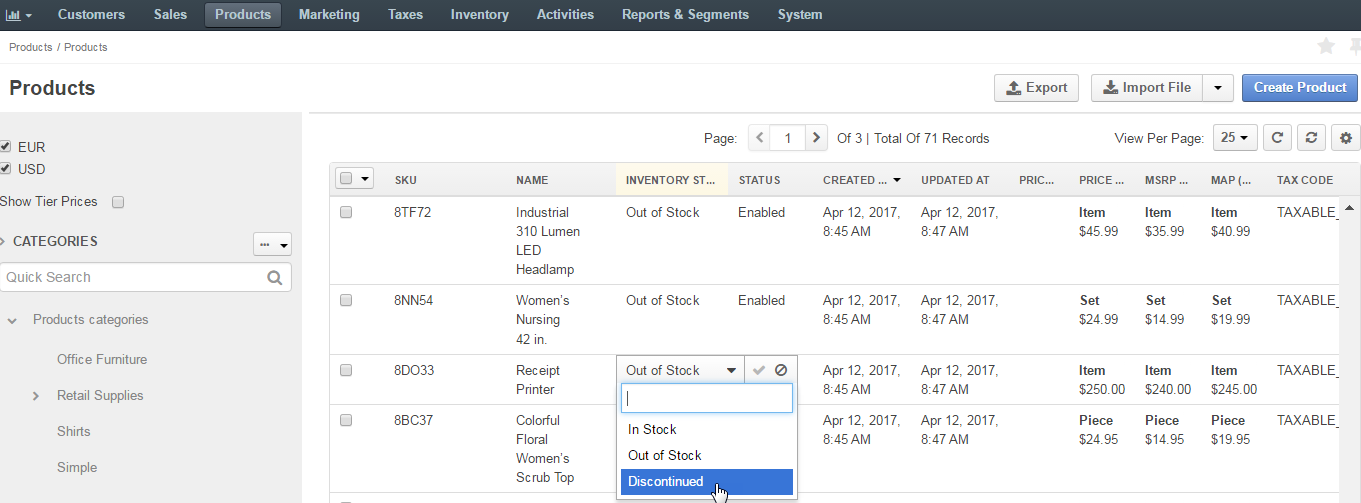 Customers Sales Products Marketing Taxes Inventory Activities Reports & Segments System
Products / Products
Products
Export Import File Create Product
EUR
USD
Show Tier Prices
CATEGORIES ...
Quick Search
Products categories
Office Furniture
Retail Supplies
Shirts
Simple
Page: 1 Of 3 | Total Of 71 Records View Per Page: 25
SKU NAME INVENTORY ST... STATUS CREATED ... UPDATED AT PRIC... PRICE ... MSRP ... MAP (... TAX CODE
8TF72 Industrial Out of Stock Enabled Apr 12, 2017, Apr 12, 2017, Item Item Item TAXABLE_
310 Lumen 8:45 AM 8:47 AM $45.99 $35.99 $40.99
LED
Headlamp
8NN54 Women's Out of Stock Enabled Apr 12, 2017, Apr 12, 2017, Set Set Set TAXABLE_
Nursing 8:45 AM 8:47 AM $24.99 $14.99 $19.99
42 in.
8DO33 Receipt Out of Stock Apr 12, 2017, Apr 12, 2017, Item Item Item TAXABLE_
Printer 8:45 AM 8:47 AM $250.00 $240.00 $245.00
8BC37 Colorful Apr 12, 2017, Apr 12, 2017, Piece Piece Piece TAXABLE_
Floral 8:45 AM 8:47 AM $24.95 $14.95 $19.95
Women's
Scrub Top
In Stock
Out of Stock
Discontinued